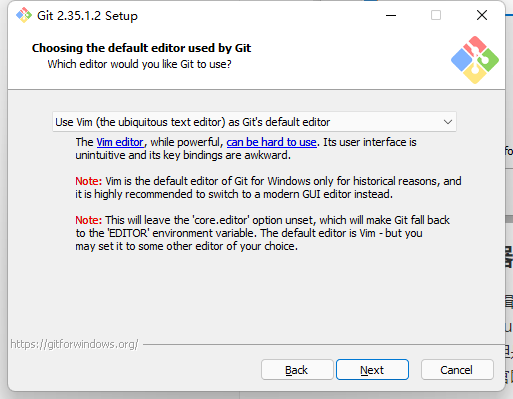 Git 2.35.1.2 Setup
Choosing the default editor used by Git
Which editor would you like Git to use?
Use Vim (the ubiquitous text editor) as Git's default editor
The Vim editor, while powerful, can be hard to use. Its user interface is
unintuitive and its key bindings are awkward.
Note: Vim is the default editor of Git for Windows only for historical reasons, and
it is highly recommended to switch to a modern GUI editor instead.
Note: This will leave the 'core.editor' option unset, which will make Git fall back
to the 'EDITOR' environment variable. The default editor is Vim - but you
may set it to some other editor of your choice.
https://gitforwindows.org/
Back
Next
Cancel